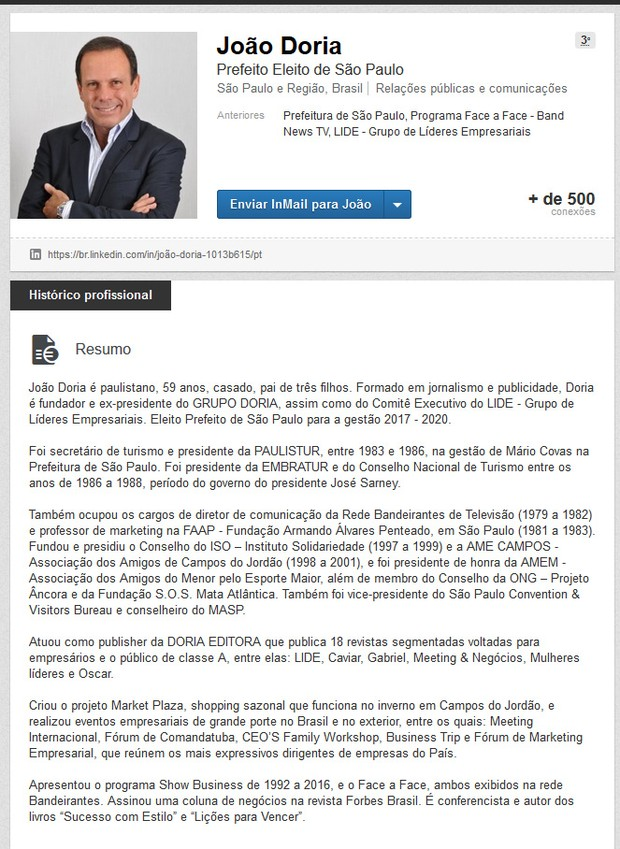 João Doria
3º
Prefeito Eleito de São Paulo
São Paulo e Região, Brasil | Relações públicas e comunicações
Anteriores Prefeitura de São Paulo, Programa Face a Face - Band
News TV, LIDE - Grupo de Líderes Empresariais
Enviar InMail para João
+ de 500
conexões
in https://br.linkedin.com/in/joão-doria-1013b615/pt
Histórico profissional
Resumo
João Doria é paulistano, 59 anos, casado, pai de três filhos. Formado em jornalismo e publicidade, Doria
é fundador e ex-presidente do GRUPO DORIA, assim como do Comitê Executivo do LIDE - Grupo de
Líderes Empresariais. Eleito Prefeito de São Paulo para a gestão 2017 - 2020.
Foi secretário de turismo e presidente da PAULISTUR, entre 1983 e 1986, na gestão de Mário Covas na
Prefeitura de São Paulo. Foi presidente da EMBRATUR e do Conselho Nacional de Turismo entre os
anos de 1986 a 1988, período do governo do presidente José Sarney.
Também ocupou os cargos de diretor de comunicação da Rede Bandeirantes de Televisão (1979 a 1982)
e professor de marketing na FAAP - Fundação Armando Álvares Penteado, em São Paulo (1981 a 1983).
Fundou e presidiu o Conselho do ISO – Instituto Solidariedade (1997 a 1999) e a AME CAMPOS -
Associação dos Amigos de Campos do Jordão (1998 a 2001), e foi presidente de honra da AMEM -
Associação dos Amigos do Menor pelo Esporte Maior, além de membro do Conselho da ONG – Projeto
Âncora e da Fundação S.O.S. Mata Atlântica. Também foi vice-presidente do São Paulo Convention &
Visitors Bureau e conselheiro do MASP.
Atuou como publisher da DORIA EDITORA que publica 18 revistas segmentadas voltadas para
empresários e o público de classe A, entre elas: LIDE, Caviar, Gabriel, Meeting & Negócios, Mulheres
líderes e Oscar.
Criou o projeto Market Plaza, shopping sazonal que funciona no inverno em Campos do Jordão, e
realizou eventos empresariais de grande porte no Brasil e no exterior, entre os quais: Meeting
Internacional, Fórum de Comandatuba, CEO'S Family Workshop, Business Trip e Fórum de Marketing
Empresarial, que reúnem os mais expressivos dirigentes de empresas do País.
Apresentou o programa Show Business de 1992 a 2016, e o Face a Face, ambos exibidos na rede
Bandeirantes. Assinou uma coluna de negócios na revista Forbes Brasil. É conferencista e autor dos
livros “Sucesso com Estilo” e “Lições para Vencer”.